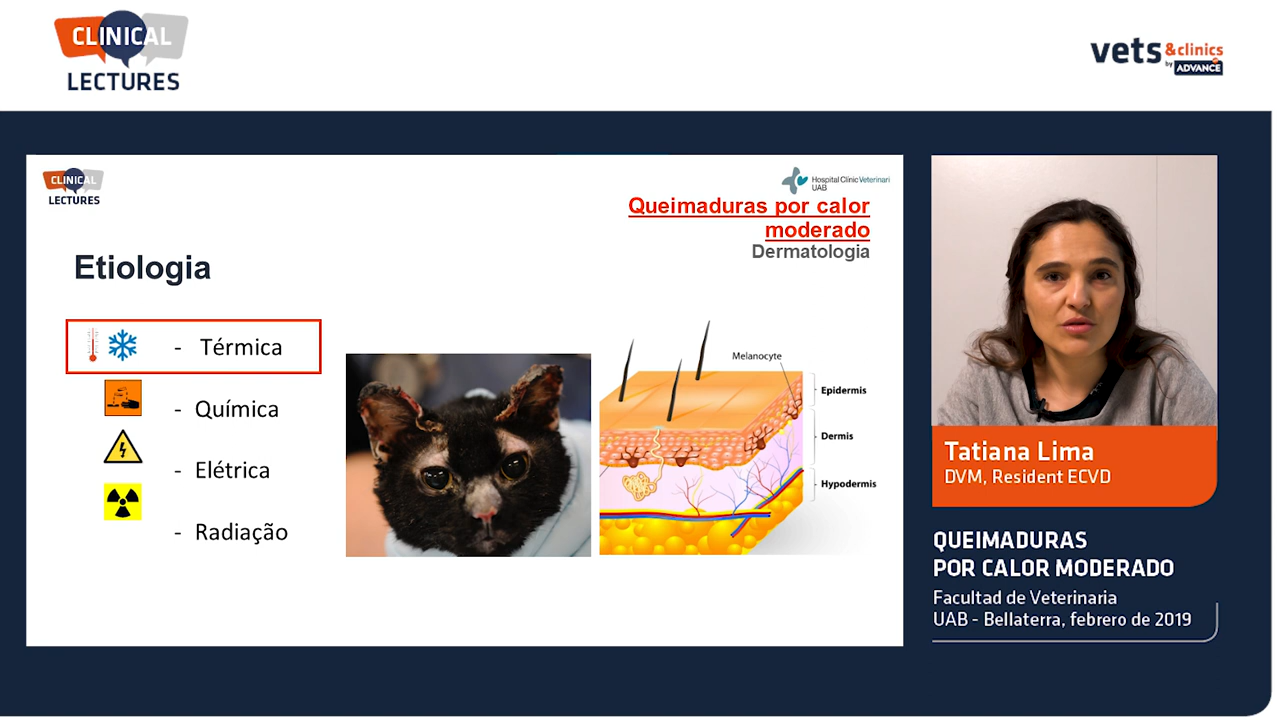 CLINICAL
LECTURES
vets &clinics
by ADVANCE
CLINICAL
LECTURES
Hospital Clínic Veterinari
UAB
Queimaduras por calor
moderado
Dermatologia
Etiologia
- Térmica
- Química
- Elétrica
- Radiação
Melanocyte
Epidermis
Dermis
Hypodermis
Tatiana Lima
DVM, Resident ECVD
QUEIMADURAS
POR CALOR MODERADO
Facultad de Veterinaria
UAB - Bellaterra, febrero de 2019